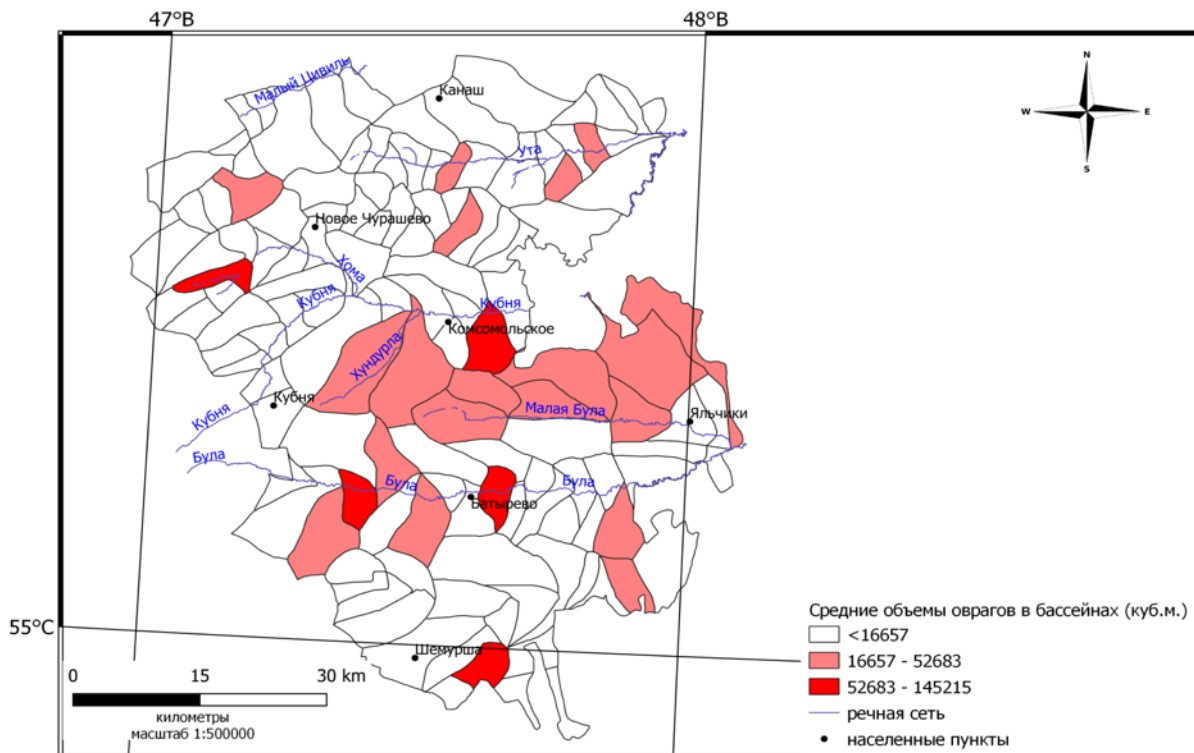 47°В
48°В
N
W
E
S
Малый Цивиль
Канаш
Ута
Новое Чурашево
Хома
Кубня
Кубня
Комсомольское
Хундурла
Кубня
Кубня
Малая Була
Яльчики
Була
Була
Була
Батырево
55°С
Шемурша
0 15 30 km
километры
масштаб 1:500000
Средние объемы оврагов в бассейнах (куб.м.)
<16657
16657 - 52683
52683 - 145215
речная сеть
населенные пункты